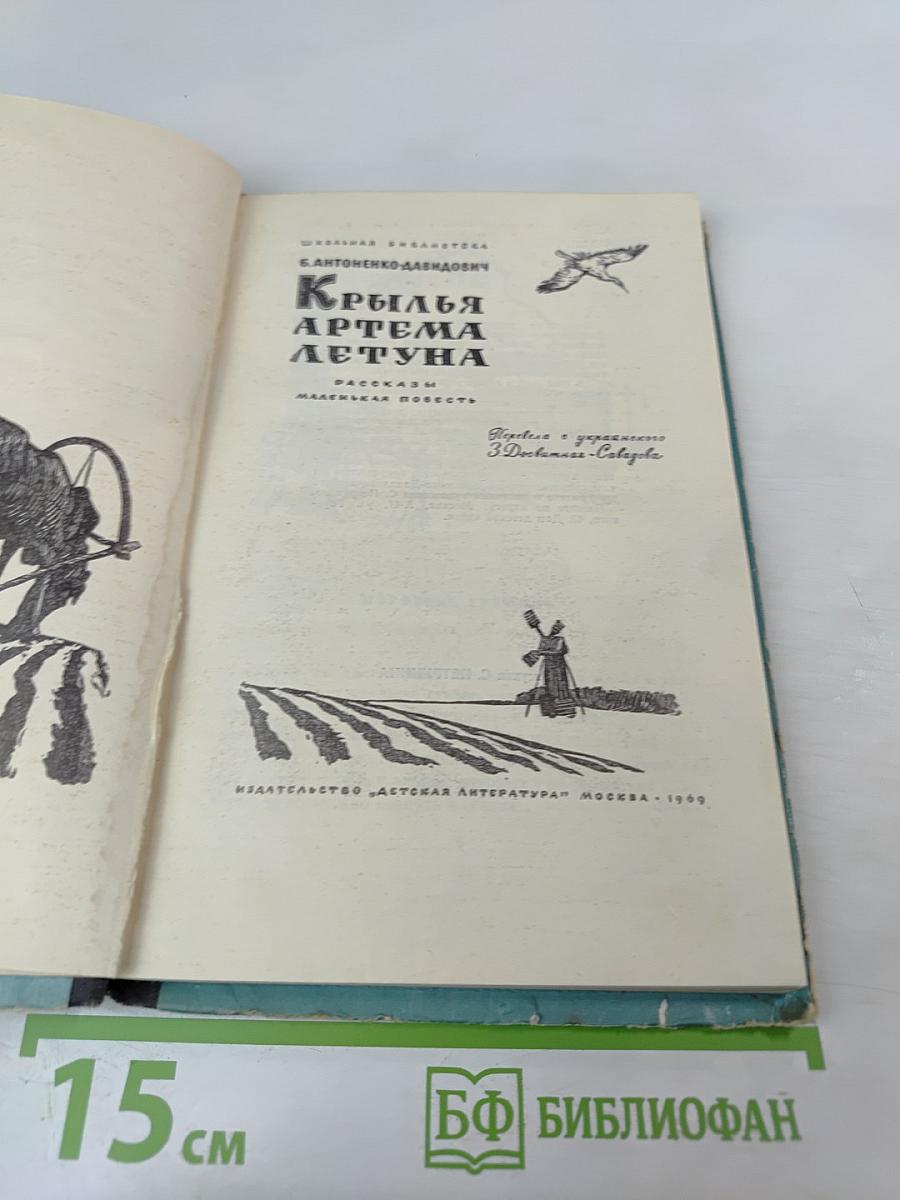 ШКОЛЬНАЯ БИБЛИОТЕКА
Б. АНТОНЕНКО-ДАВИДОВИЧ
КРЫЛЬЯ
АРТЕМА
ЛЕТУНА
РАССКАЗЫ
МАЛЕНЬКАЯ ПОВЕСТЬ
Перевела с украинского
З. Досвитная-Савадова
ИЗДАТЕЛЬСТВО „ДЕТСКАЯ ЛИТЕРАТУРА" МОСКВА · 1969
15 см
БФ БИБЛИОФАН